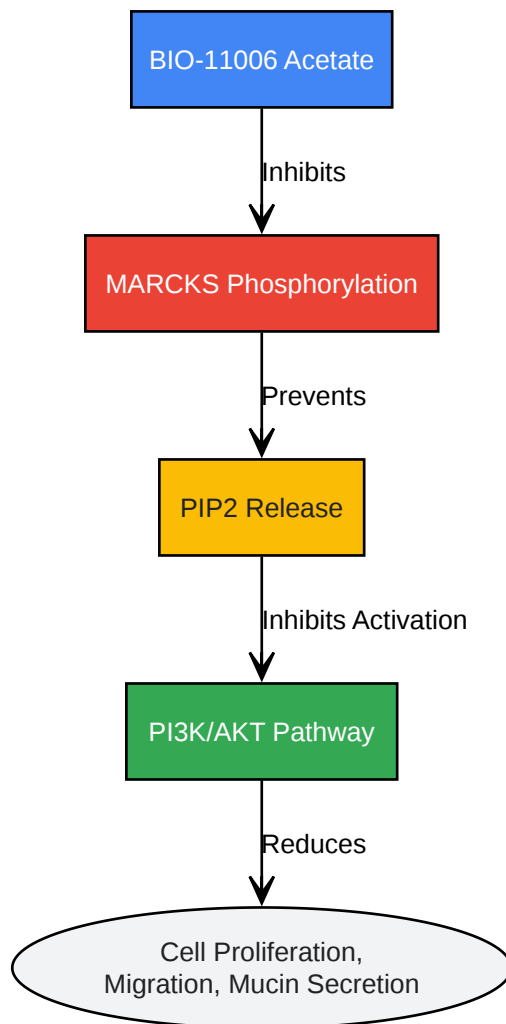 BIO-11006 Acetate
Inhibits
MARCKS Phosphorylation
Prevents
PIP2 Release
Inhibits Activation
PI3K/AKT Pathway
Reduces
Cell Proliferation,
Migration, Mucin Secretion